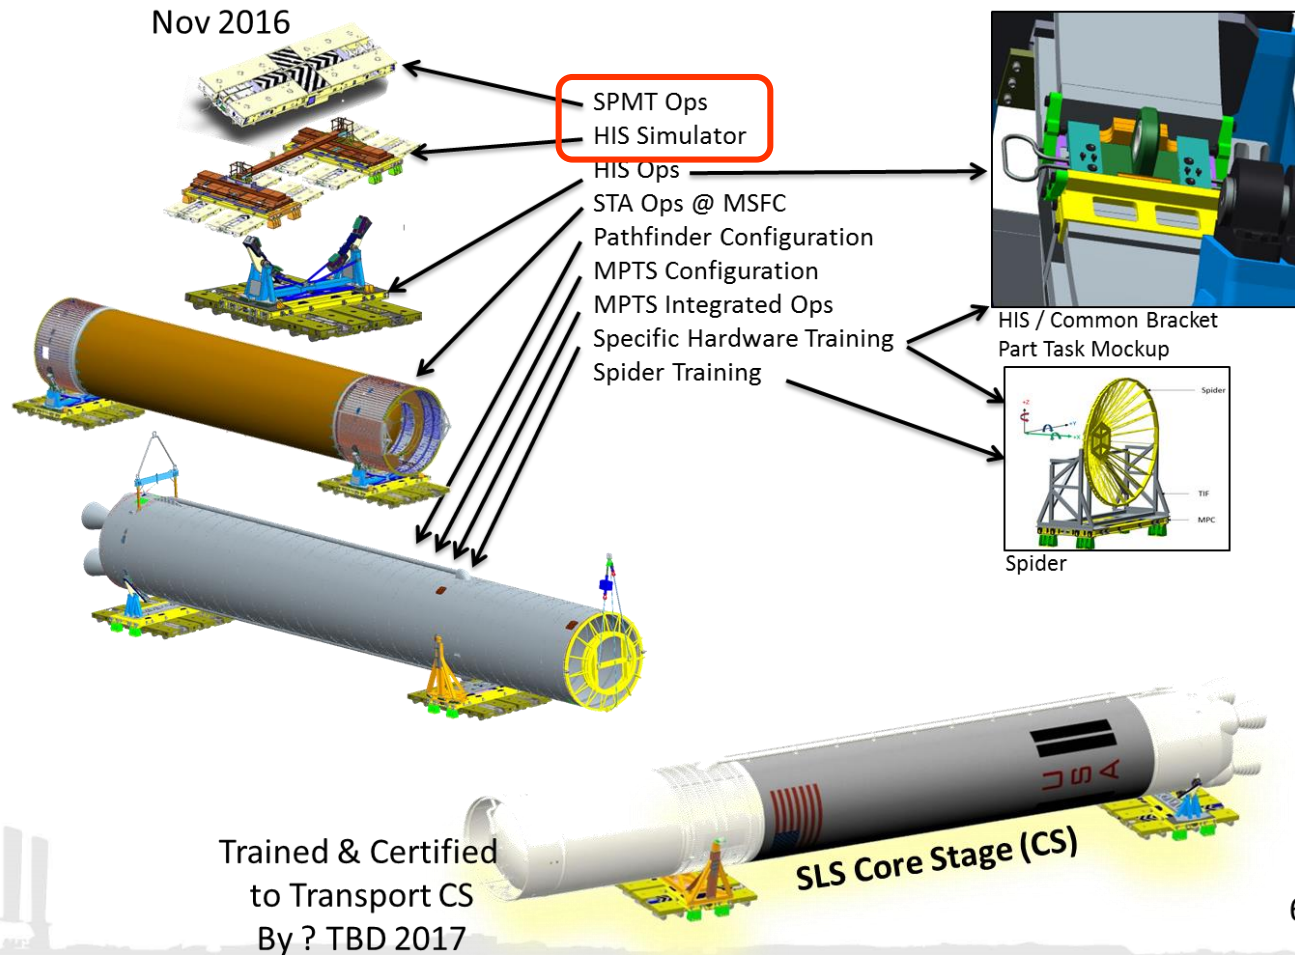 Nov 2016
SPMT Ops
HIS Simulator
HIS Ops
STA Ops @ MSFC
Pathfinder Configuration
MPTS Configuration
MPTS Integrated Ops
Specific Hardware Training
Spider Training
HIS / Common Bracket
Part Task Mockup
Spider
+Z
+Y
+X
TIF
MPC
Spider
USA
SLS Core Stage (CS)
Trained & Certified
to Transport CS
By ? TBD 2017
6